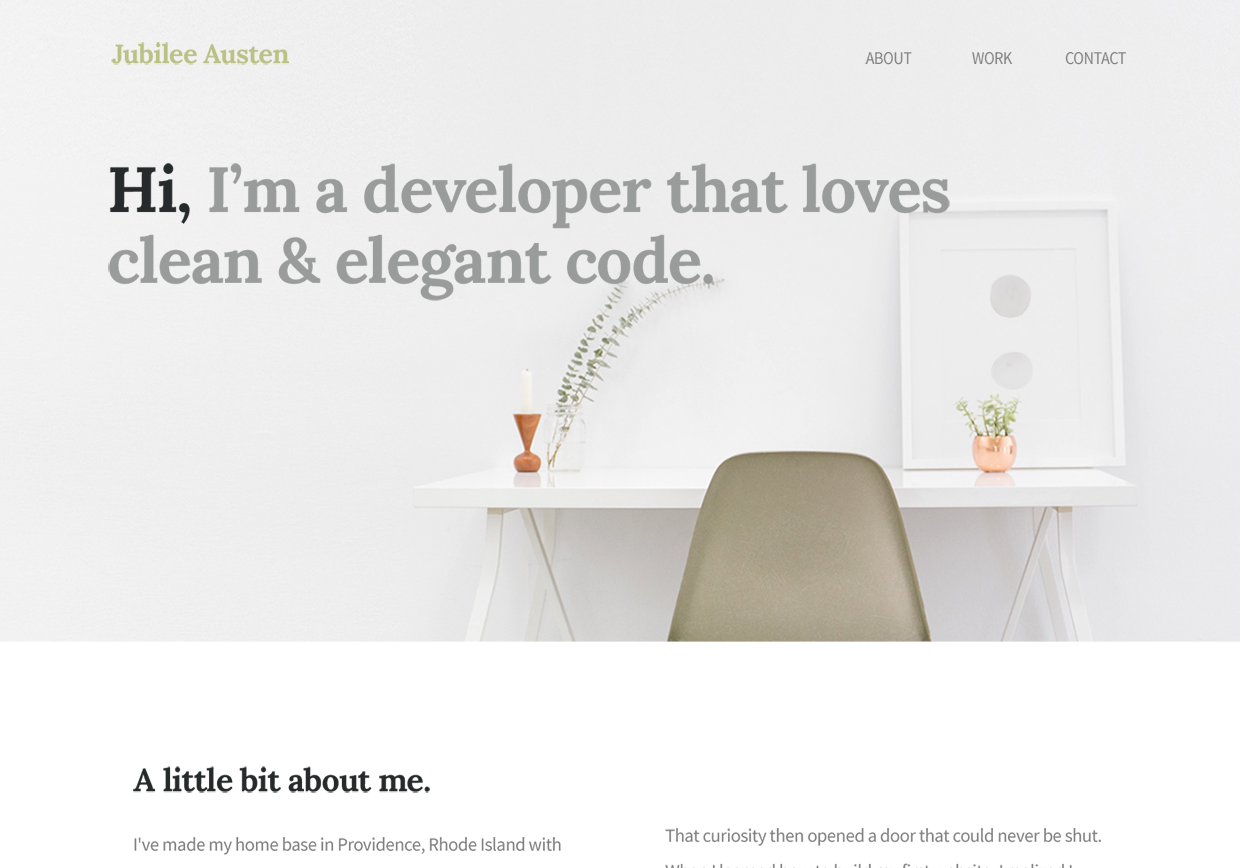 Jubilee Austen
ABOUT WORK CONTACT
Hi, I’m a developer that loves
clean & elegant code.
A little bit about me.
I've made my home base in Providence, Rhode Island with
That curiosity then opened a door that could never be shut.